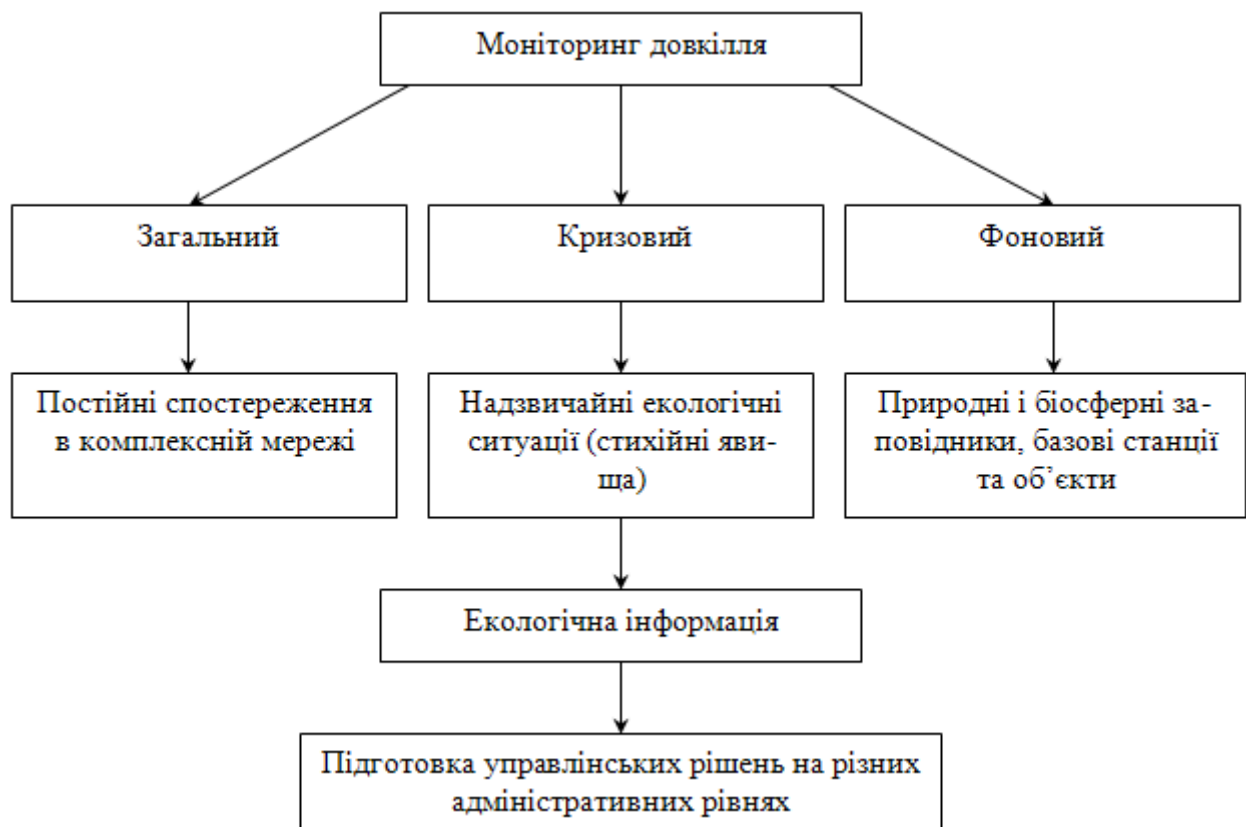 Моніторинг довкілля
Загальний
Кризовий
Фоновий
Постійні спостереження
в комплексній мережі
Надзвичайні екологічні
ситуації (стихійні яви-
ща)
Природні і біосферні за-
повідники, базові станції
та об’єкти
Екологічна інформація
Підготовка управлінських рішень на різних
адміністративних рівнях